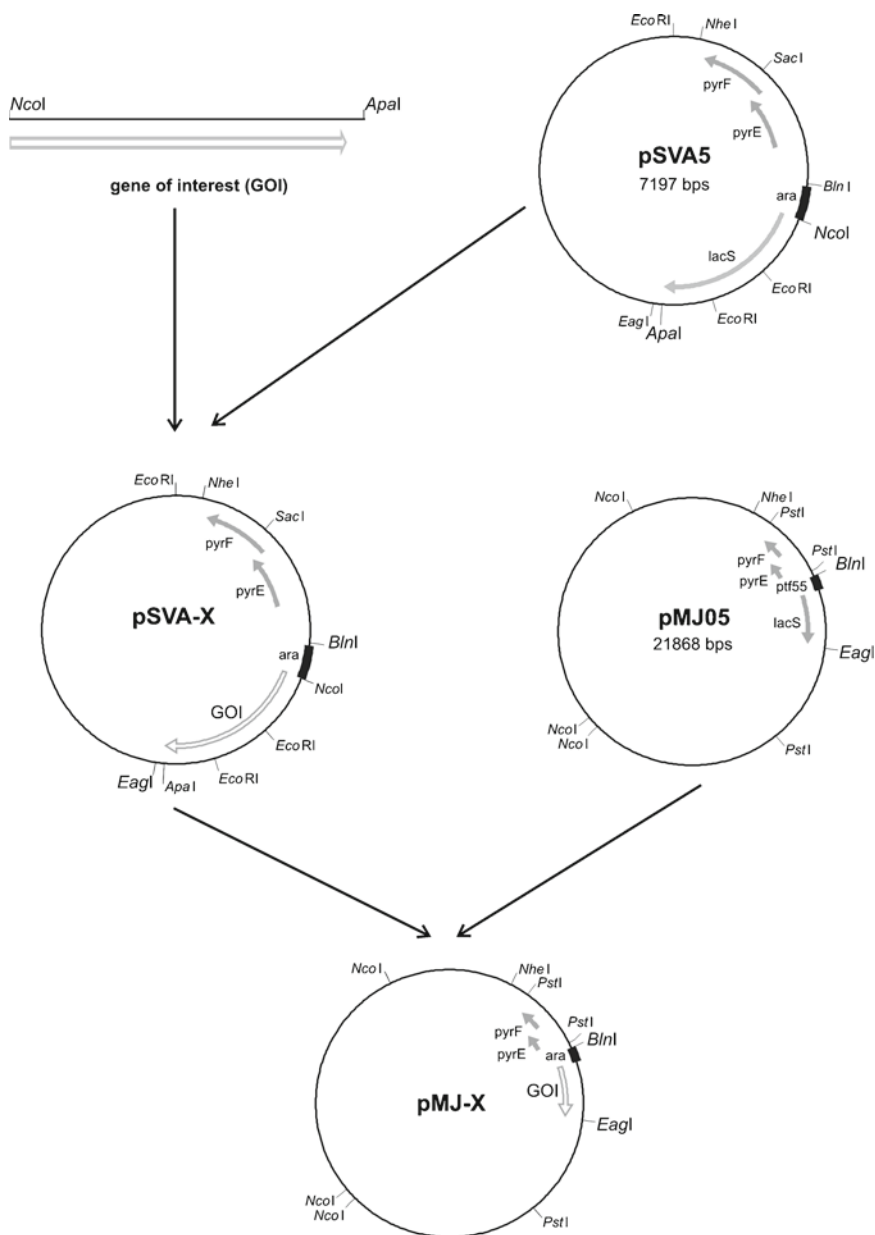 NcoI
ApaI
gene of interest (GOI)
EcoRI
NheI
SacI
pyrF
pyrE
pSVA5
7197 bps
BlnI
ara
NcoI
lacS
EcoRI
EcoRI
EagI
ApaI
EcoRI
NheI
SacI
pyrF
pyrE
pSVA-X
BlnI
ara
NcoI
GOI
EcoRI
EcoRI
EagI
ApaI
NcoI
NheI
PstI
PstI
BlnI
pyrF
pyrE
ptf55
pMJ05
lacS
21868 bps
EagI
NcoI
NcoI
PstI
NcoI
NheI
PstI
PstI
BlnI
pyrF
pyrE
ara
GOI
pMJ-X
EagI
NcoI
NcoI
PstI